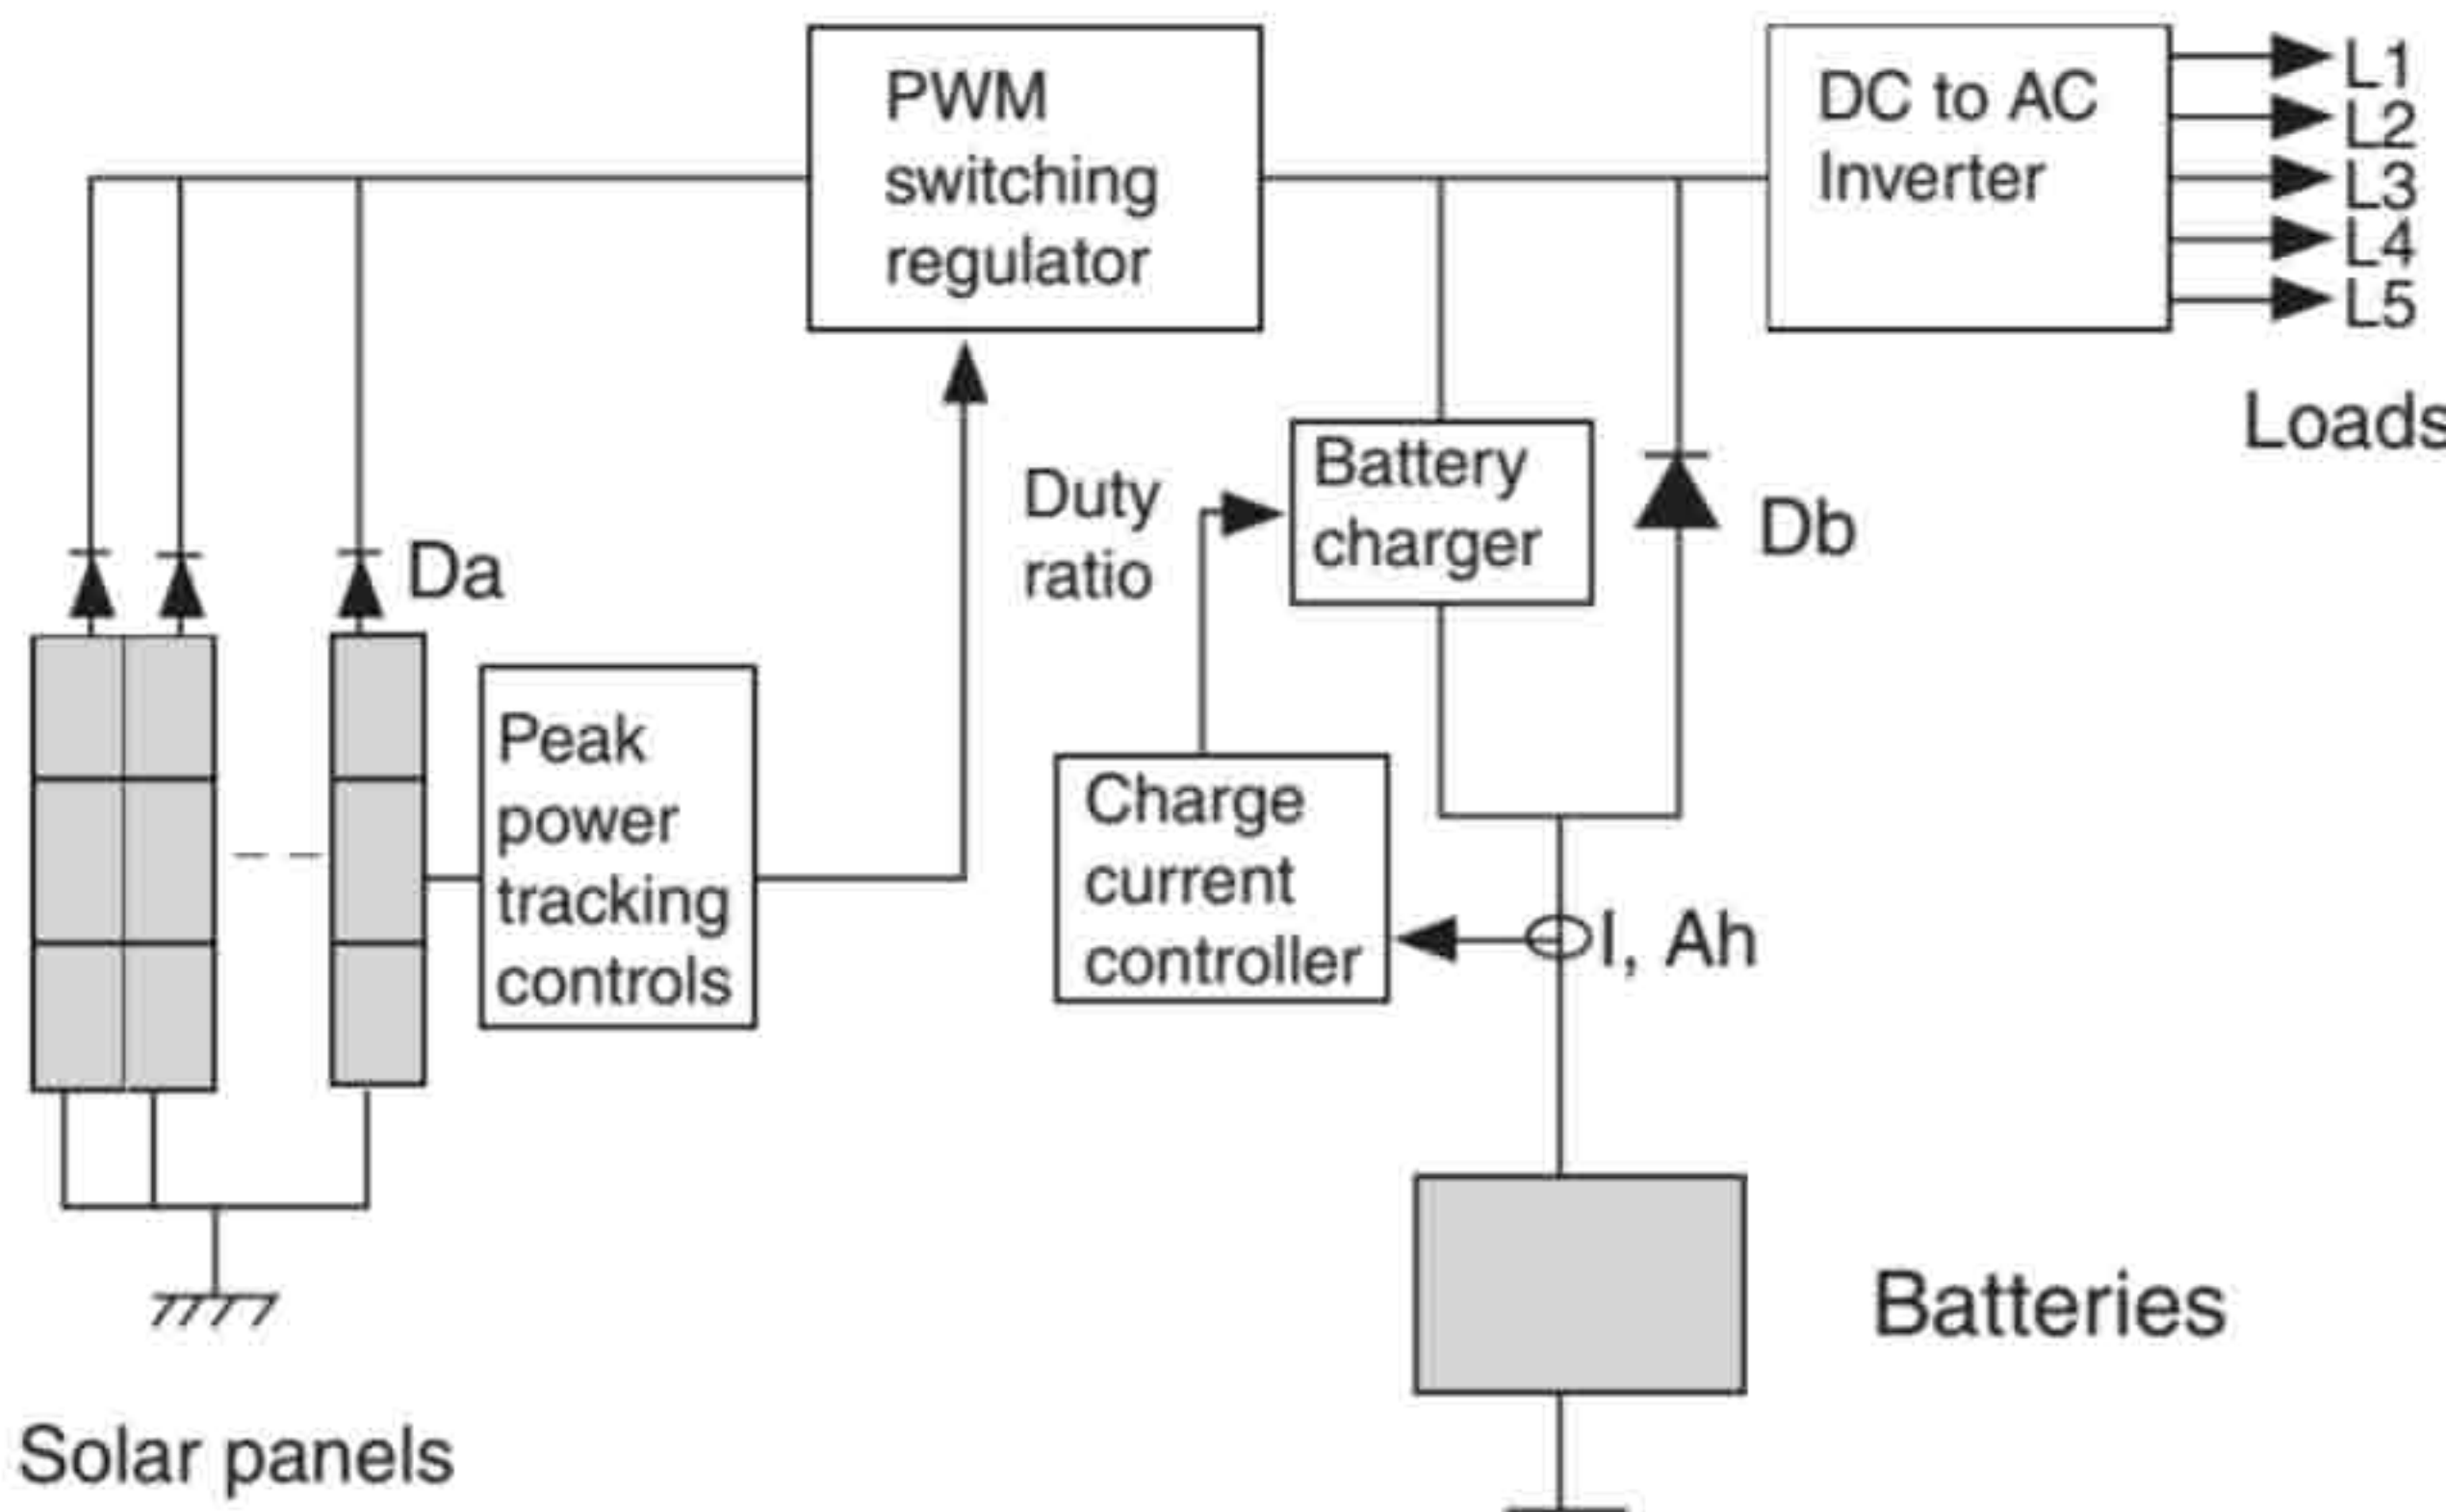 PWM
switching
regulator
DC to AC
Inverter
L1
L2
L3
L4
L5
Loads
Duty
ratio
Battery
charger
Db
Da
Peak
power
tracking
controls
Charge
current
controller
I, Ah
Batteries
Solar panels